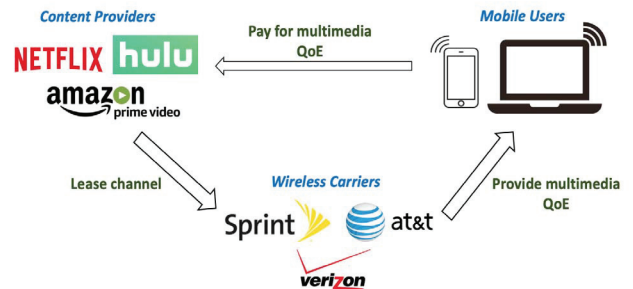 Content Providers
Mobile Users
NETFLIX
hulu
amazon
prime video
Pay for multimedia
QoE
Lease channel
Wireless Carriers
Sprint
at&t
verizon
Provide multimedia
QoE